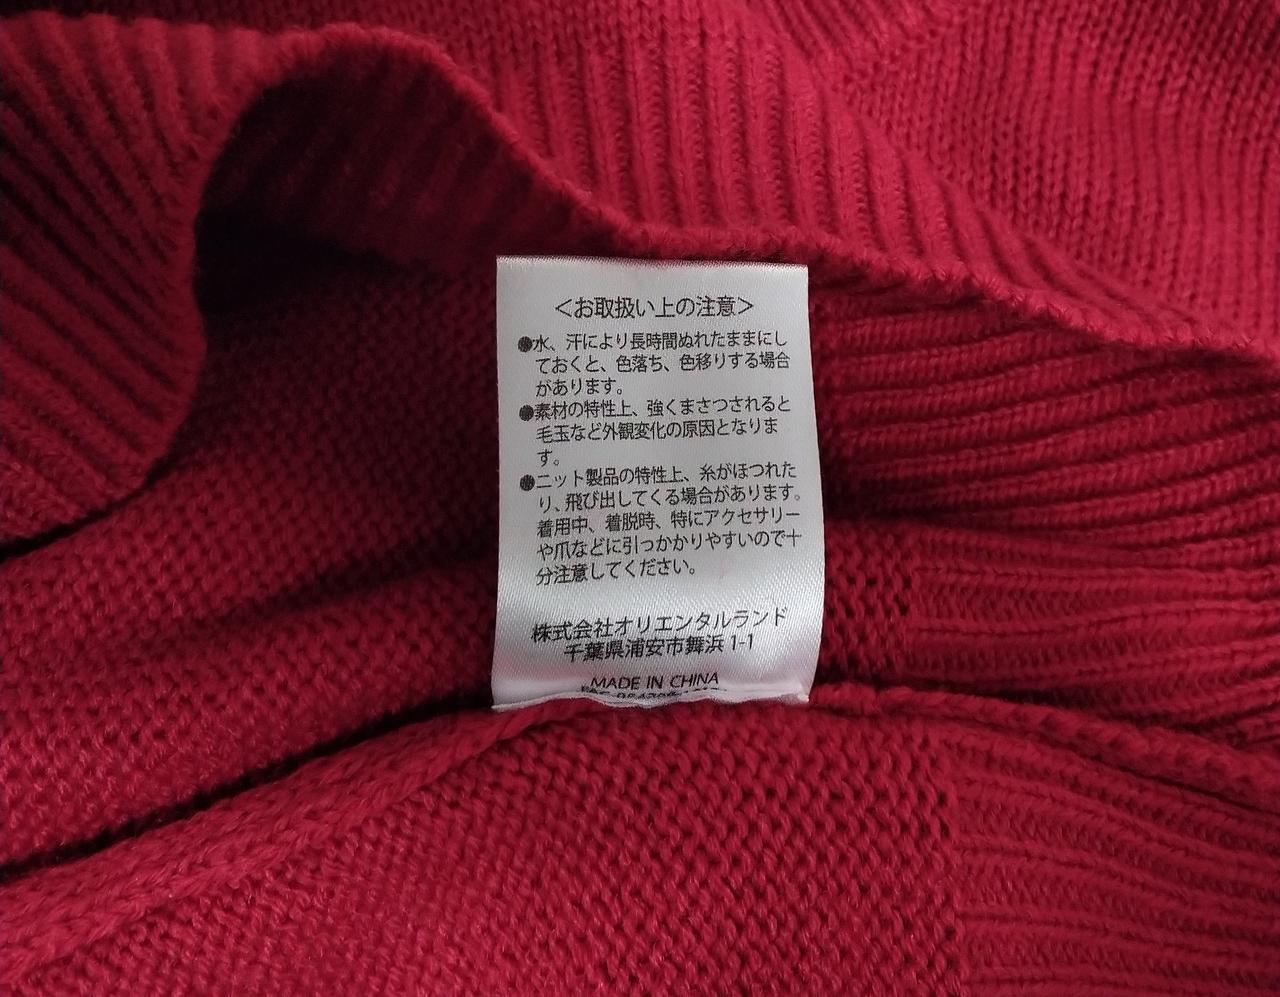 ＜お取扱い上の注意＞
●水、汗により長時間ぬれたままにし
ておくと、色落ち、色移りする場合
があります。
●素材の特性上、強くまさつされると
毛玉など外観変化の原因となりま
す。
●ニット製品の特性上、糸がほつれた
り、飛び出してくる場合があります。
着用中、着脱時、特にアクセサリー
や爪などに引っかかりやすいので十
分注意してください。
株式会社オリエンタルランド
千葉県浦安市舞浜 1-1
MADE IN CHINA